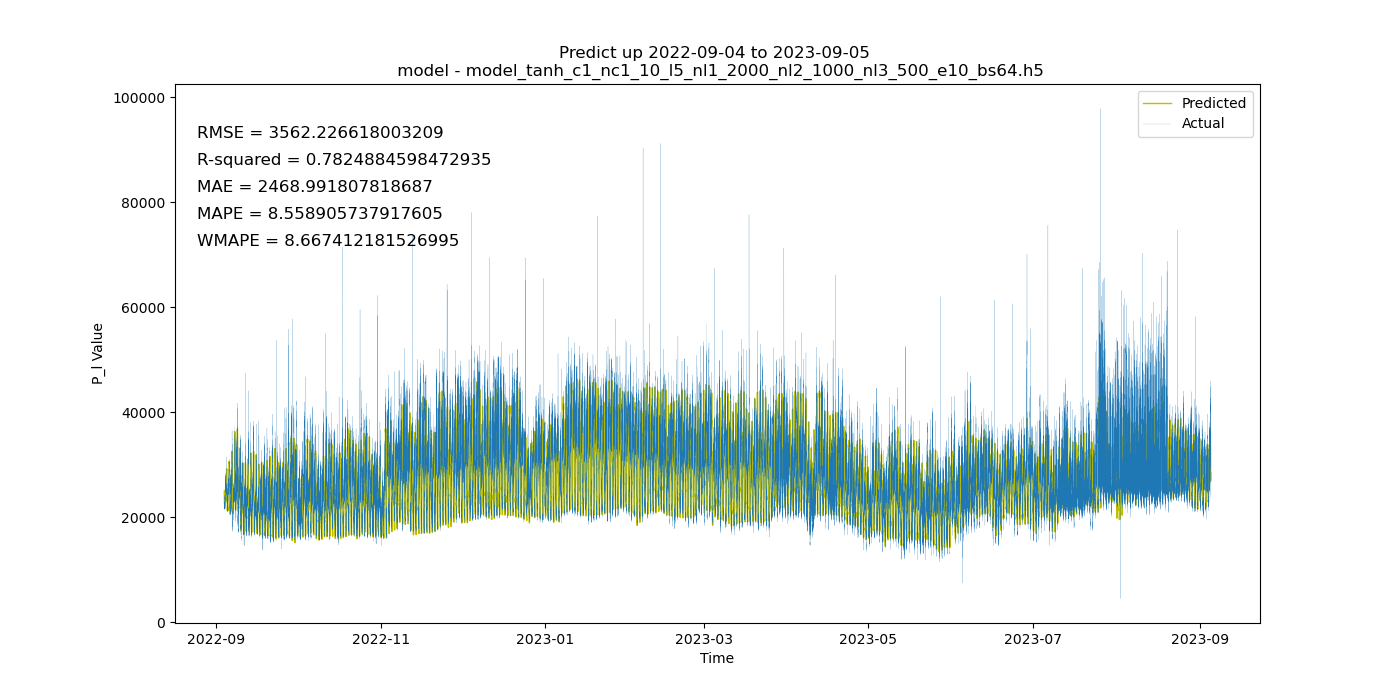 Predict up 2022-09-04 to 2023-09-05
model - model_tanh_c1_nc1_10_l5_nl1_2000_nl2_1000_nl3_500_e10_bs64.h5
100000
80000
60000
40000
20000
0
P_l Value
RMSE = 3562.226618003209
R-squared = 0.7824884598472935
MAE = 2468.991807818687
MAPE = 8.558905737917605
WMAPE = 8.667412181526995
Predicted
Actual
2022-09
2022-11
2023-01
2023-03
2023-05
2023-07
2023-09
Time